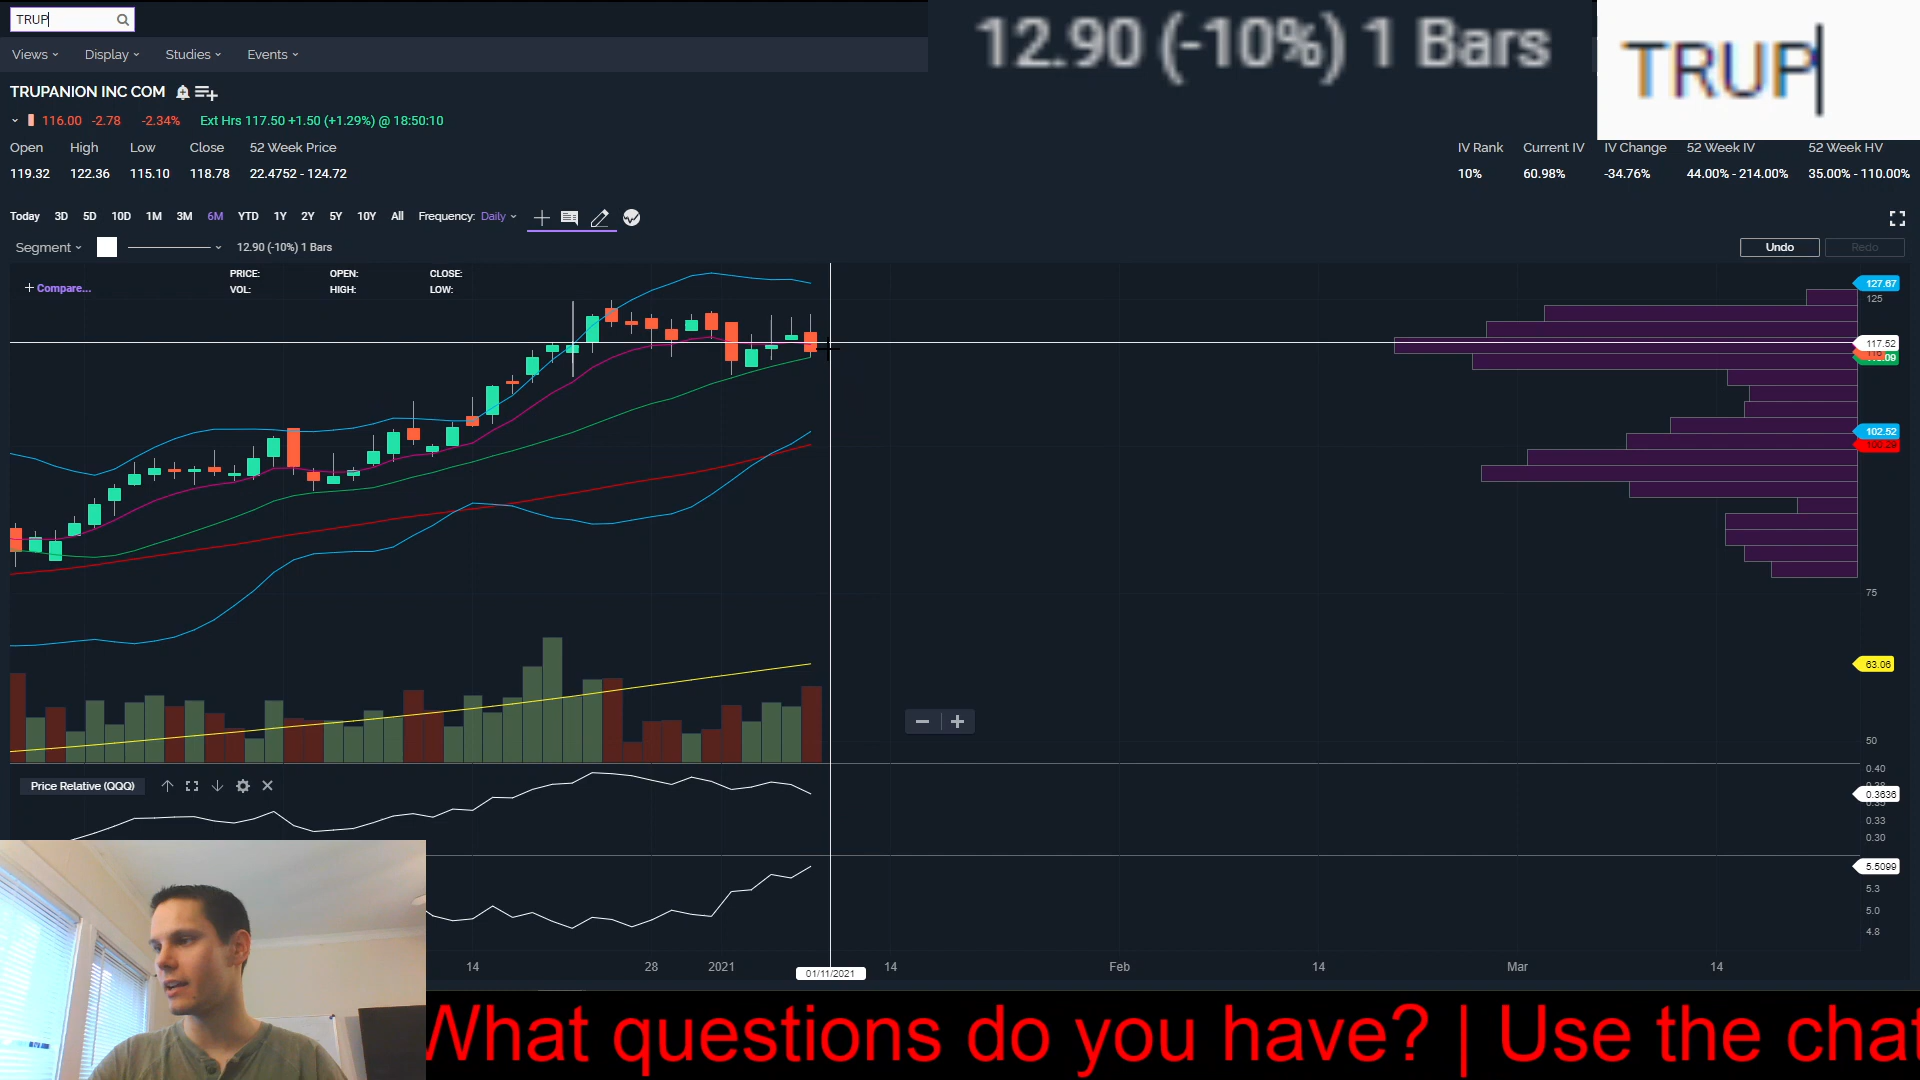 TRUP
12.90 (-10%) 1 Bars
TRUP
Views Display Studies Events
TRUPANION INC COM
116.00 -2.78 -2.34% Ext Hrs 117.50 +1.50 (+1.29%) @ 18:50:10
Open High Low Close 52 Week Price
119.32 122.36 115.10 118.78 22.4752 - 124.72
IV Rank Current IV IV Change 52 Week IV 52 Week HV
10% 60.98% -34.76% 44.00% - 214.00% 35.00% - 110.00%
Today 3D 5D 10D 1M 3M 6M YTD 1Y 2Y 5Y 10Y All Frequency: Daily
Segment 12.90 (-10%) 1 Bars
Undo Redo
+ Compare...
PRICE: OPEN: CLOSE:
VOL: HIGH: LOW:
127.67
125
117.52
102.52
75
63.06
50
Price Relative (QQQ)
0.40
0.3636
0.33
0.30
5.5099
5.3
5.0
4.8
14 28 2021 01/11/2021 14 Feb 14 Mar 14
What questions do you have? | Use the chat